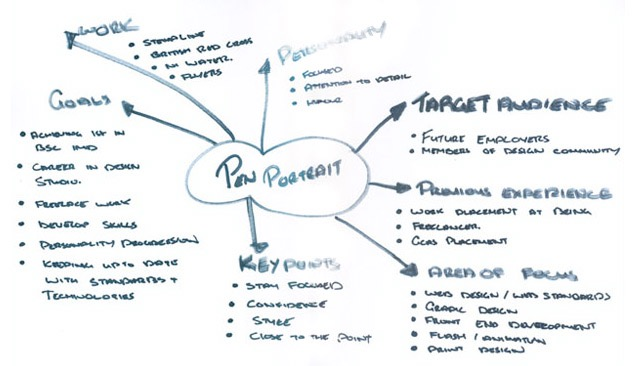 WORK
• STENALINE
• BRITISH RED CROSS
• NI WATER.
• FLYERS
PERSONALITY
• FOCUSED
• ATTENTION TO DETAIL
• HUMOUR
GOALS
• ACHIEVING 1ST IN
BSC IMD
• CAREER IN DESIGN
STUDIO.
• FREELANCE WORK
• DEVELOP SKILLS
• PERSONALITY PROGRESSION
• KEEPING UP TO DATE
WITH STANDARDS +
TECHNOLOGIES
PEN PORTRAIT
TARGET AUDIENCE
• FUTURE EMPLOYERS
• MEMBERS OF DESIGN COMMUNITY
PREVIOUS EXPERIENCE
• WORK PLACEMENT AT BEING
• FREELANCER.
• PLACEMENT
KEY POINTS
• STAY FOCUSED
• CONFIDENCE
• STYLE
• CLOSE TO THE POINT
AREA OF FOCUS
• WEB DESIGN / WEB STANDARDS
• GRAPHIC DESIGN
• FRONT END DEVELOPMENT
• FLASH / ANIMATION
• PRINT DESIGN